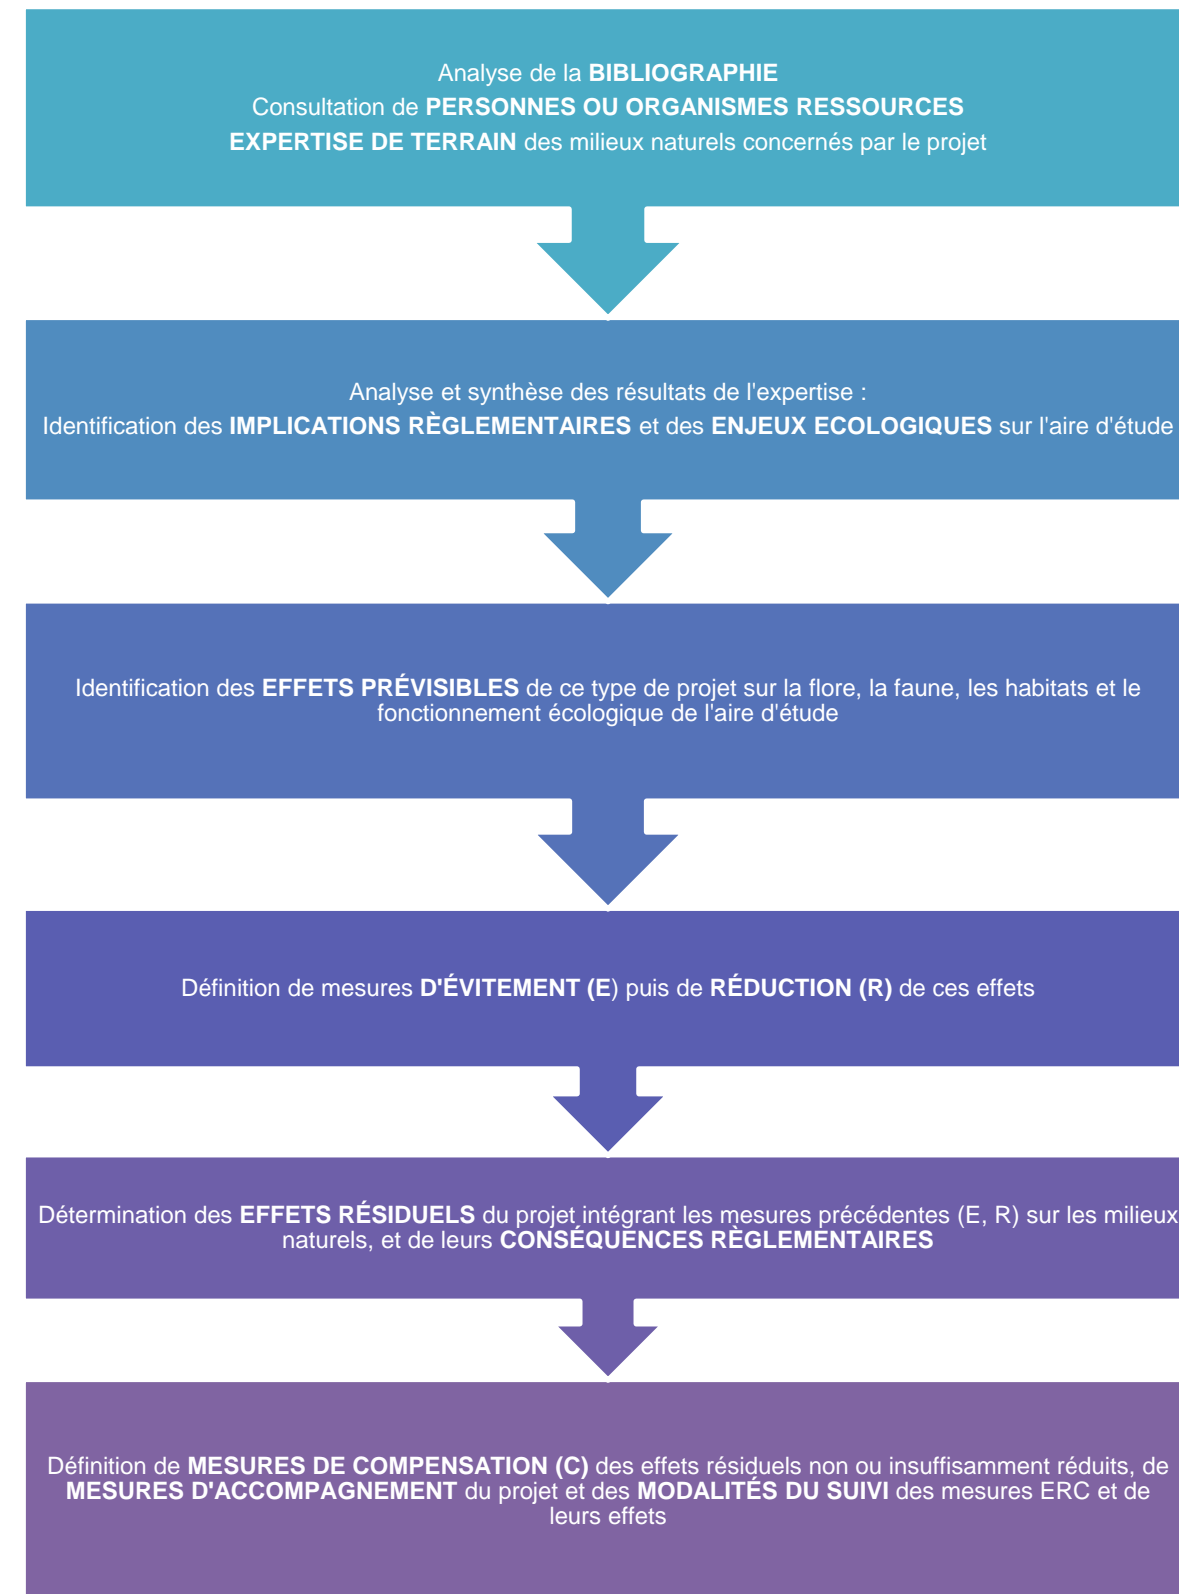 Analyse de la BIBLIOGRAPHIE
Consultation de PERSONNES OU ORGANISMES RESSOURCES
EXPERTISE DE TERRAIN des milieux naturels concernés par le projet
Analyse et synthèse des résultats de l'expertise :
Identification des IMPLICATIONS RÈGLEMENTAIRES et des ENJEUX ECOLOGIQUES sur l'aire d'étude
Identification des EFFETS PRÉVISIBLES de ce type de projet sur la flore, la faune, les habitats et le
fonctionnement écologique de l'aire d'étude
Définition de mesures D'ÉVITEMENT (E) puis de RÉDUCTION (R) de ces effets
Détermination des EFFETS RÉSIDUELS du projet intégrant les mesures précédentes (E, R) sur les milieux
naturels, et de leurs CONSÉQUENCES RÈGLEMENTAIRES
Définition de MESURES DE COMPENSATION (C) des effets résiduels non ou insuffisamment réduits, de
MESURES D'ACCOMPAGNEMENT du projet et des MODALITÉS DU SUIVI des mesures ERC et de
leurs effets